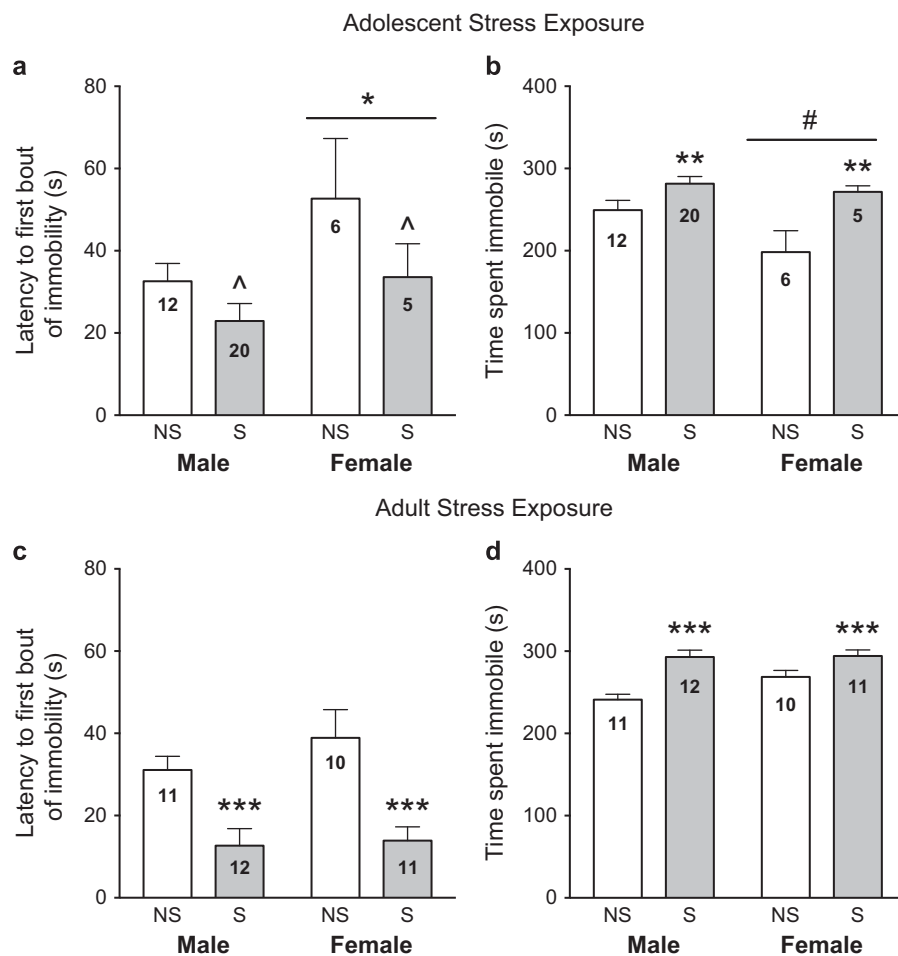 Adolescent Stress Exposure
a
Latency to first bout
of immobility (s)
80
60
40
20
0
*
^
^
12
20
6
5
NS
S
NS
S
Male
Female
b
Time spent immobile (s)
400
300
200
100
0
#
**
**
12
20
6
5
NS
S
NS
S
Male
Female
Adult Stress Exposure
c
Latency to first bout
of immobility (s)
80
60
40
20
0
***
***
11
12
10
11
NS
S
NS
S
Male
Female
d
Time spent immobile (s)
400
300
200
100
0
***
***
11
12
10
11
NS
S
NS
S
Male
Female